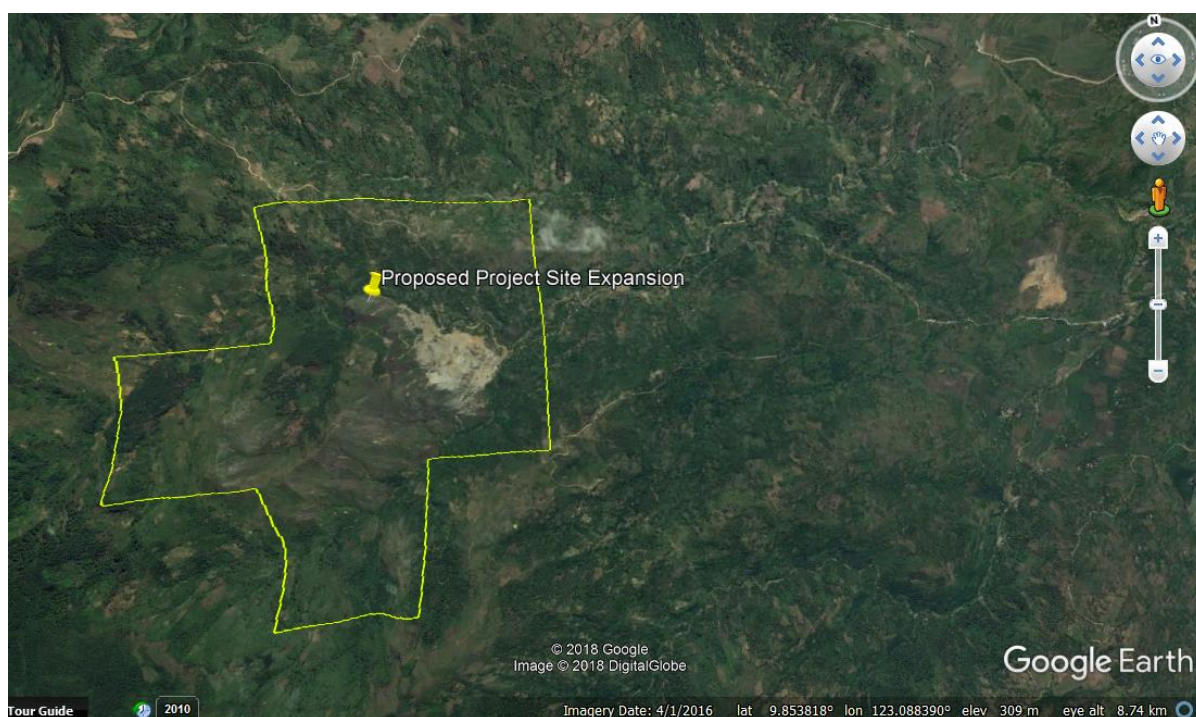 N
Proposed Project Site Expansion
© 2018 Google
Image © 2018 DigitalGlobe
Google Earth
Tour Guide
2010
Imagery Date: 4/1/2016 lat 9.853818° lon 123.088390° elev 309 m eye alt 8.74 km